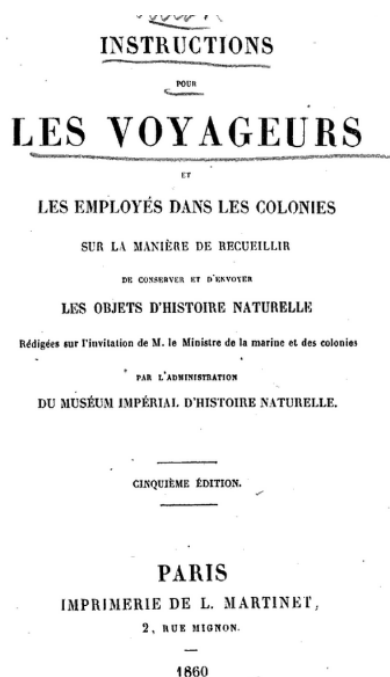 INSTRUCTIONS
POUR
LES VOYAGEURS
ET
LES EMPLOYÉS DANS LES COLONIES
SUR LA MANIÈRE DE RECUEILLIR
DE CONSERVER ET D'ENVOYER
LES OBJETS D'HISTOIRE NATURELLE
Rédigées sur l'invitation de M. le Ministre de la marine et des colonies
PAR L'ADMINISTRATION
DU MUSÉUM IMPÉRIAL D'HISTOIRE NATURELLE.
CINQUIÈME ÉDITION.
PARIS
IMPRIMERIE DE L. MARTINET,
2, RUE MIGNON.
1860